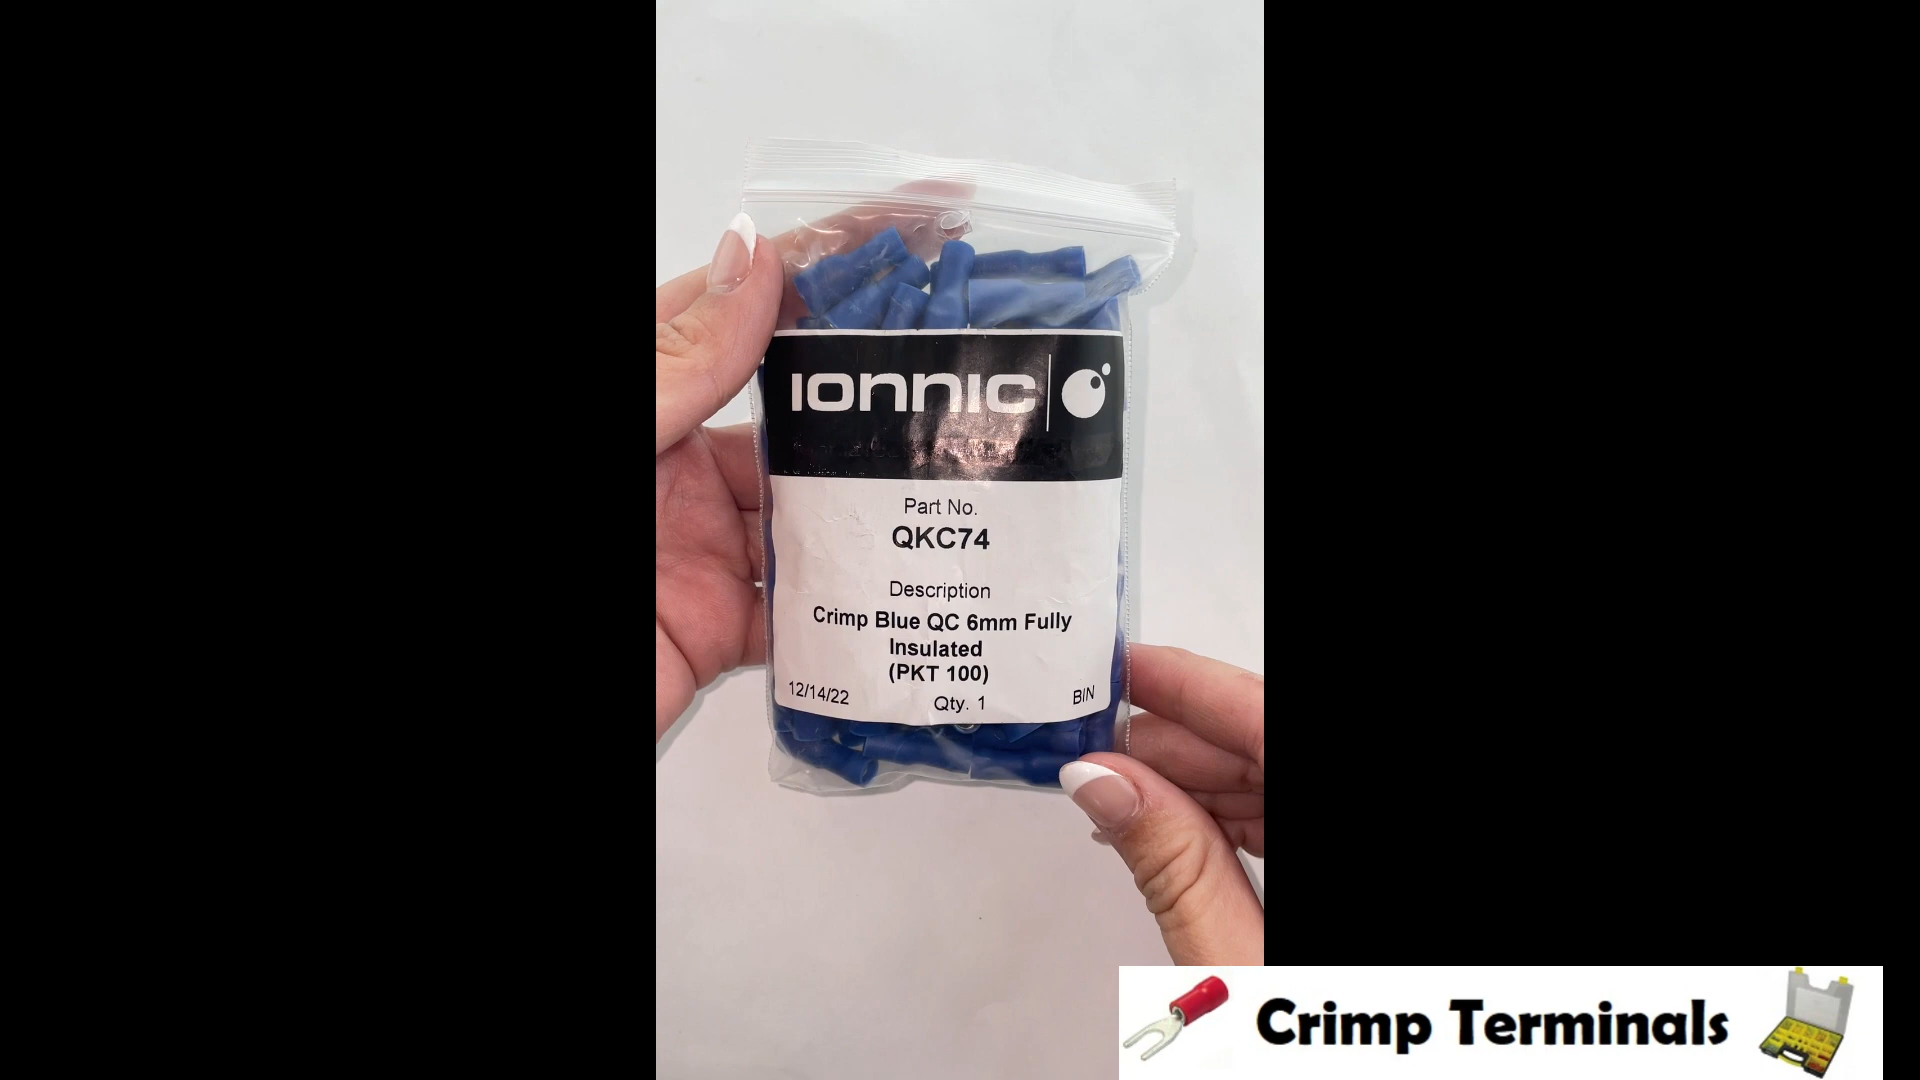 IONNIC
Part No.
QKC74
Description
Crimp Blue QC 6mm Fully
Insulated
(PKT 100)
12/14/22 Qty. 1 BIN
Crimp Terminals